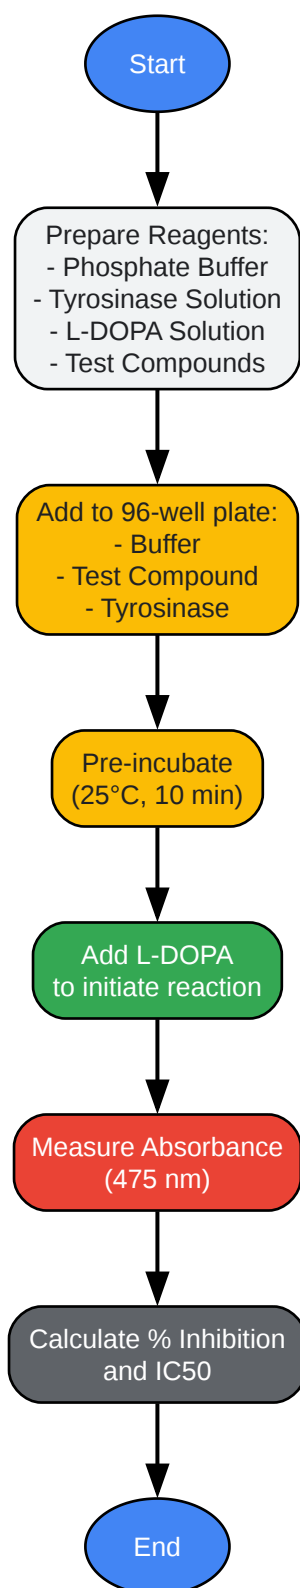 Start
Prepare Reagents:
- Phosphate Buffer
- Tyrosinase Solution
- L-DOPA Solution
- Test Compounds
Add to 96-well plate:
- Buffer
- Test Compound
- Tyrosinase
Pre-incubate
(25°C, 10 min)
Add L-DOPA
to initiate reaction
Measure Absorbance
(475 nm)
Calculate % Inhibition
and IC50
End